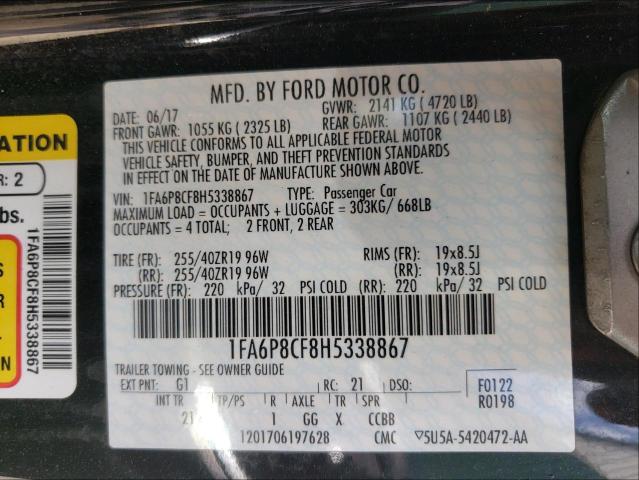 MFD. BY FORD MOTOR CO.
DATE: 06/17 GVWR: 2141 KG ( 4720 LB)
FRONT GAWR: 1055 KG ( 2325 LB) REAR GAWR: 1107 KG ( 2440 LB)
THIS VEHICLE CONFORMS TO ALL APPLICABLE FEDERAL MOTOR
VEHICLE SAFETY, BUMPER, AND THEFT PREVENTION STANDARDS
IN EFFECT ON THE DATE OF MANUFACTURE SHOWN ABOVE.
VIN: 1FA6P8CF8H5338867 TYPE: Passenger Car
MAXIMUM LOAD = OCCUPANTS + LUGGAGE = 303KG/ 668LB
OCCUPANTS = 4 TOTAL; 2 FRONT, 2 REAR
TIRE (FR): 255/40ZR19 96W RIMS (FR): 19x8.5J
(RR): 255/40ZR19 96W (RR): 19x8.5J
PRESSURE (FR): 220 kPa/ 32 PSI COLD (RR): 220 kPa/ 32 PSI COLD
1FA6P8CF8H5338867
TRAILER TOWING - SEE OWNER GUIDE
EXT PNT: G1 RC: 21 DSO: F0122
R0198
INT TR TP/PS R AXLE TR SPR
1 GG X CCBB
1201706197628 CMC 5U5A-5420472-AA
ATION
R: 2
bs.
1FA6P8CF8H5338867
S
R
ON